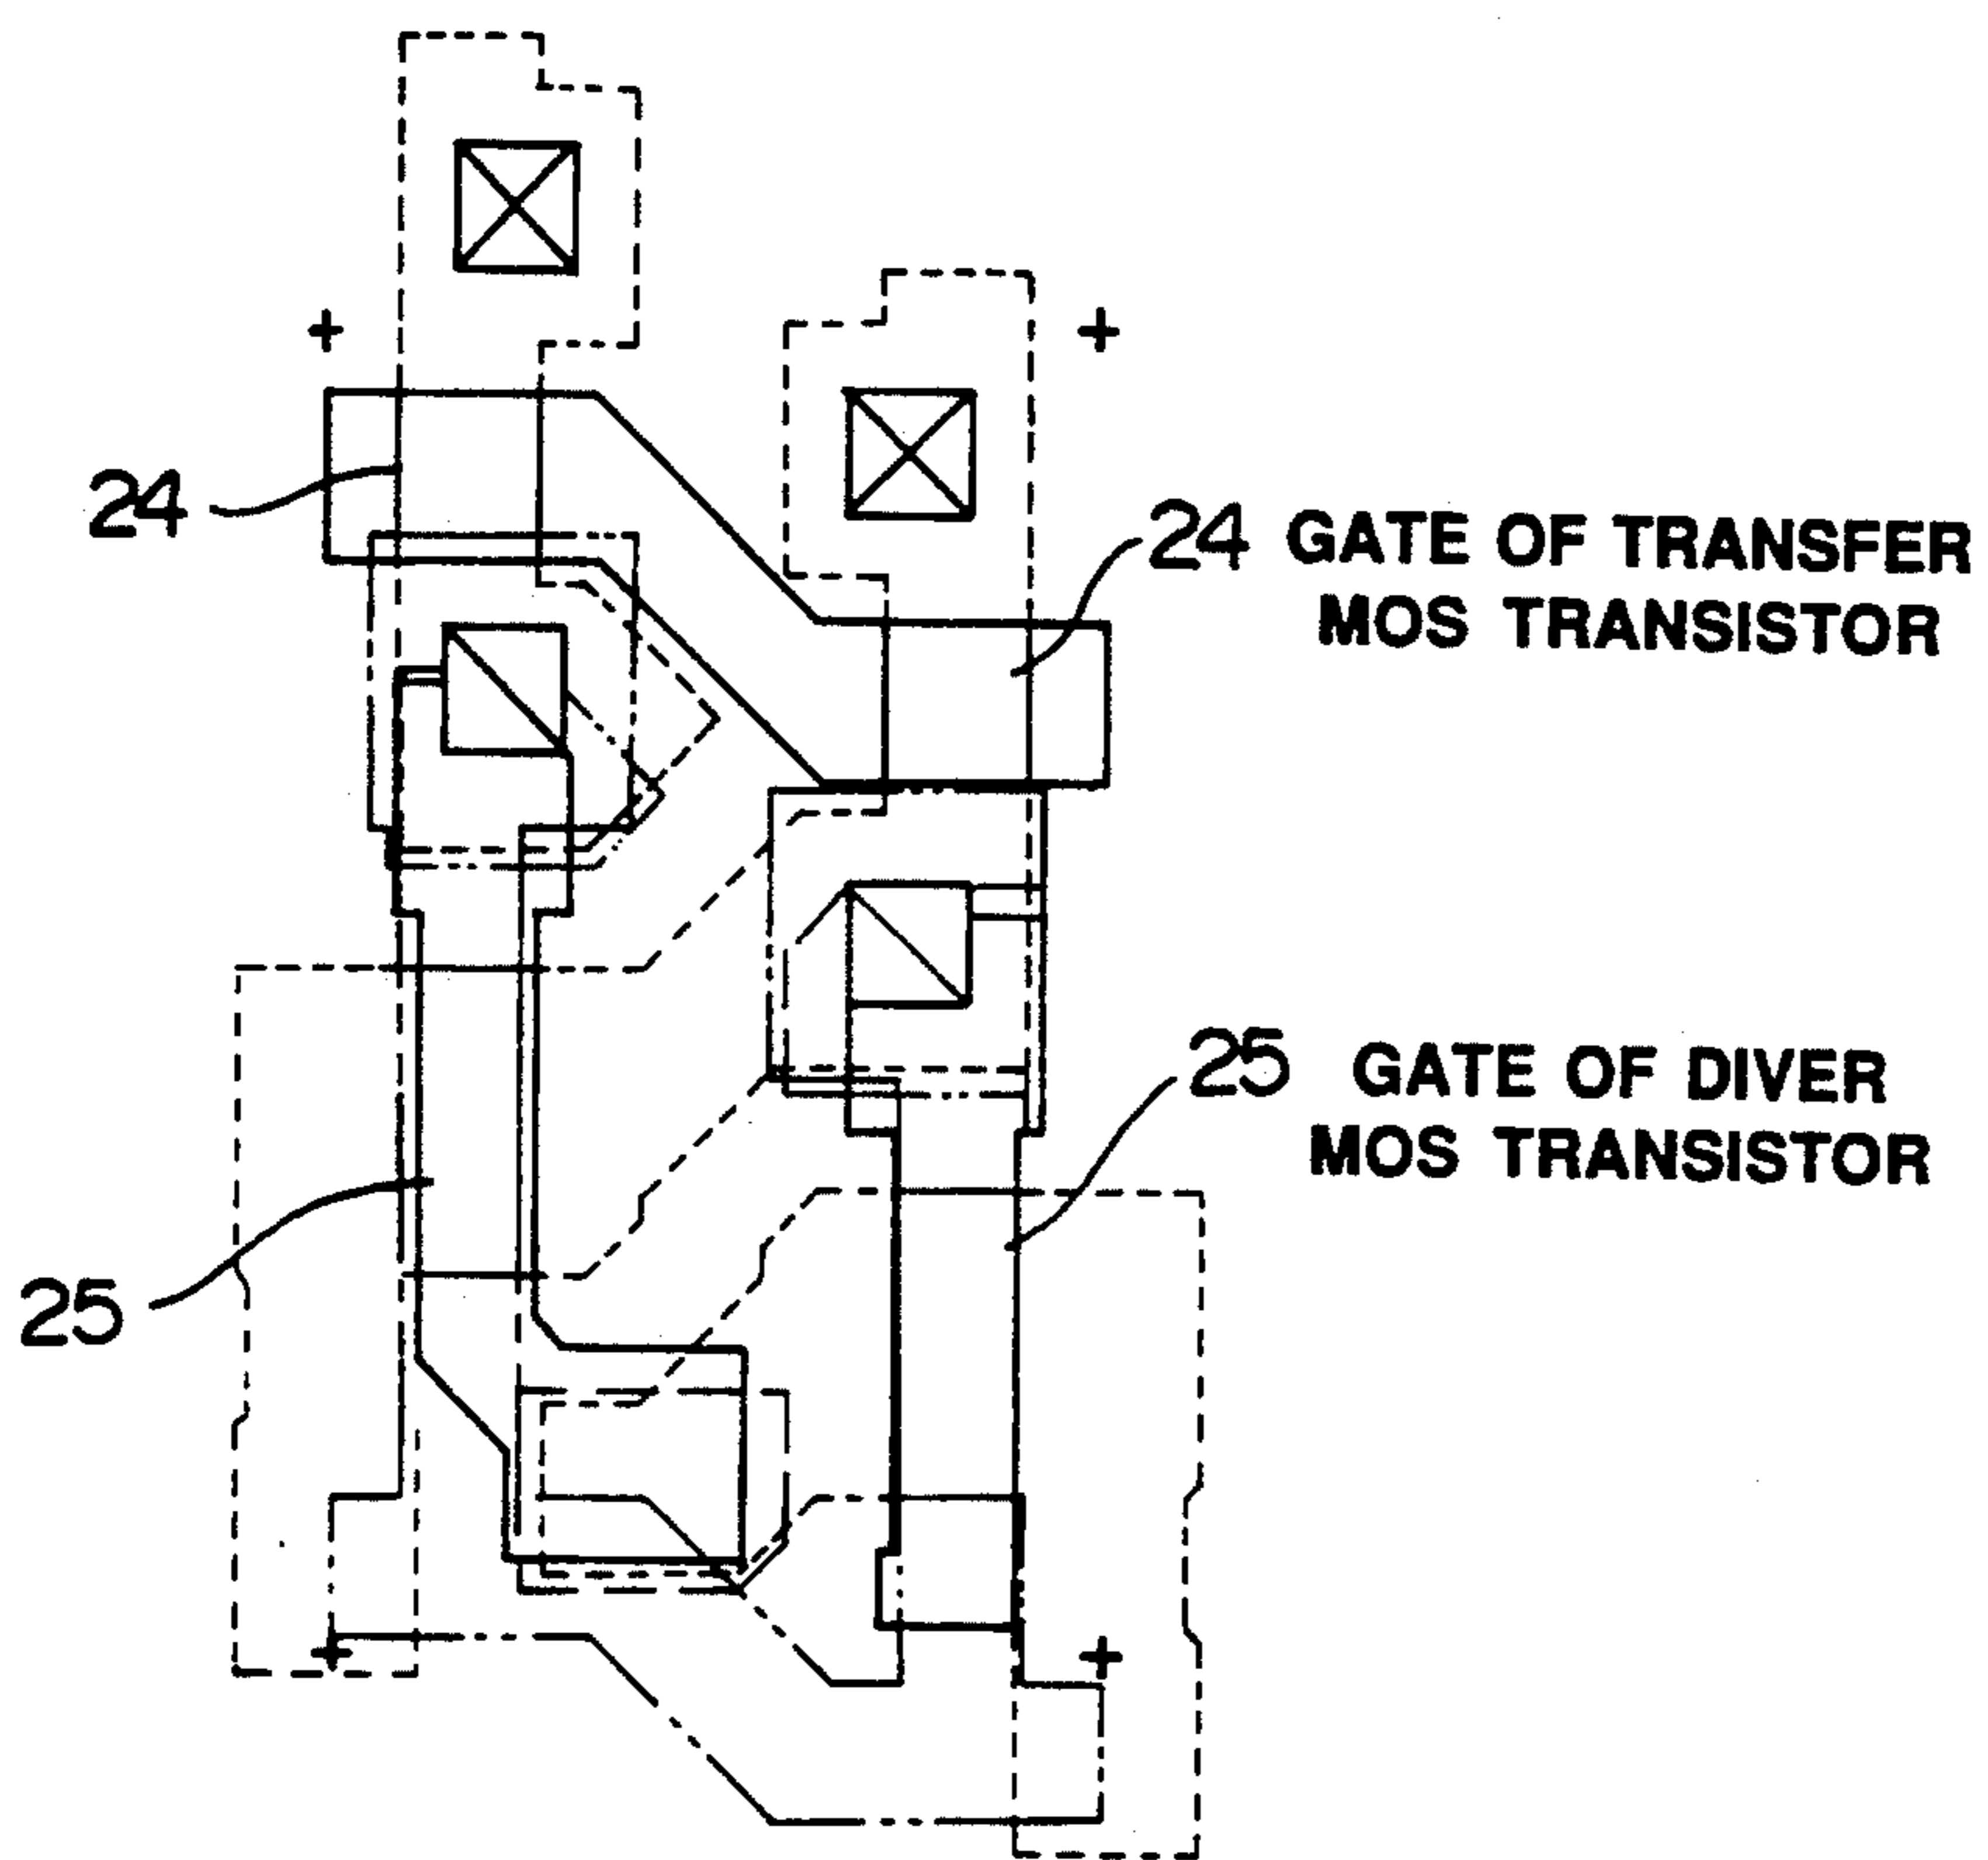 24
24 GATE OF TRANSFER
MOS TRANSISTOR
25 GATE OF DIVER
MOS TRANSISTOR
25